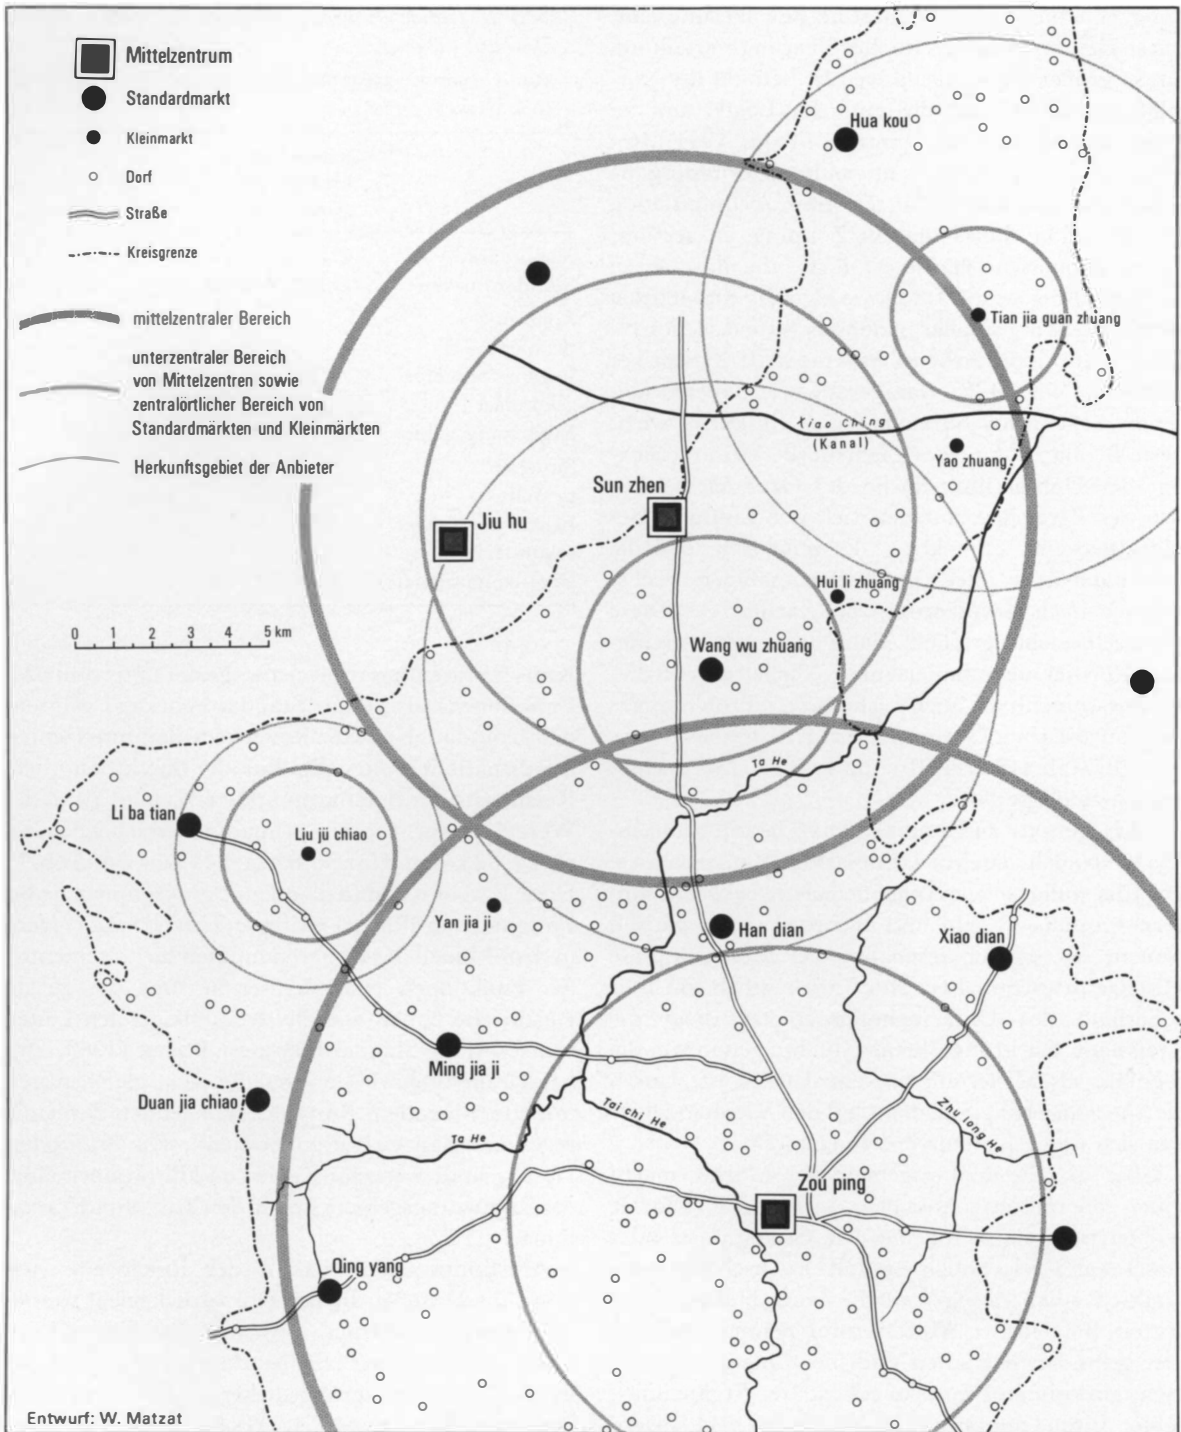 Mittelzentrum
Standardmarkt
Kleinmarkt
Dorf
Straße
Kreisgrenze
mittelzentraler Bereich
unterzentraler Bereich
von Mittelzentren sowie
zentralörtlicher Bereich von
Standardmärkten und Kleinmärkten
Herkunftsgebiet der Anbieter
Hua kou
Tian jia guan zhuang
Xiao Ching
(Kanal)
Yao zhuang
Sun zhen
Jiu hu
Hui li zhuang
0 1 2 3 4 5 km
Wang wu zhuang
Ta He
Li ba tian
Liu jü chiao
Yan jia ji
Han dian
Xiao dian
Ming jia ji
Duan jia chiao
Tai chi He
Zhu long He
Ta He
Zou ping
Qing yang
Entwurf: W. Matzat